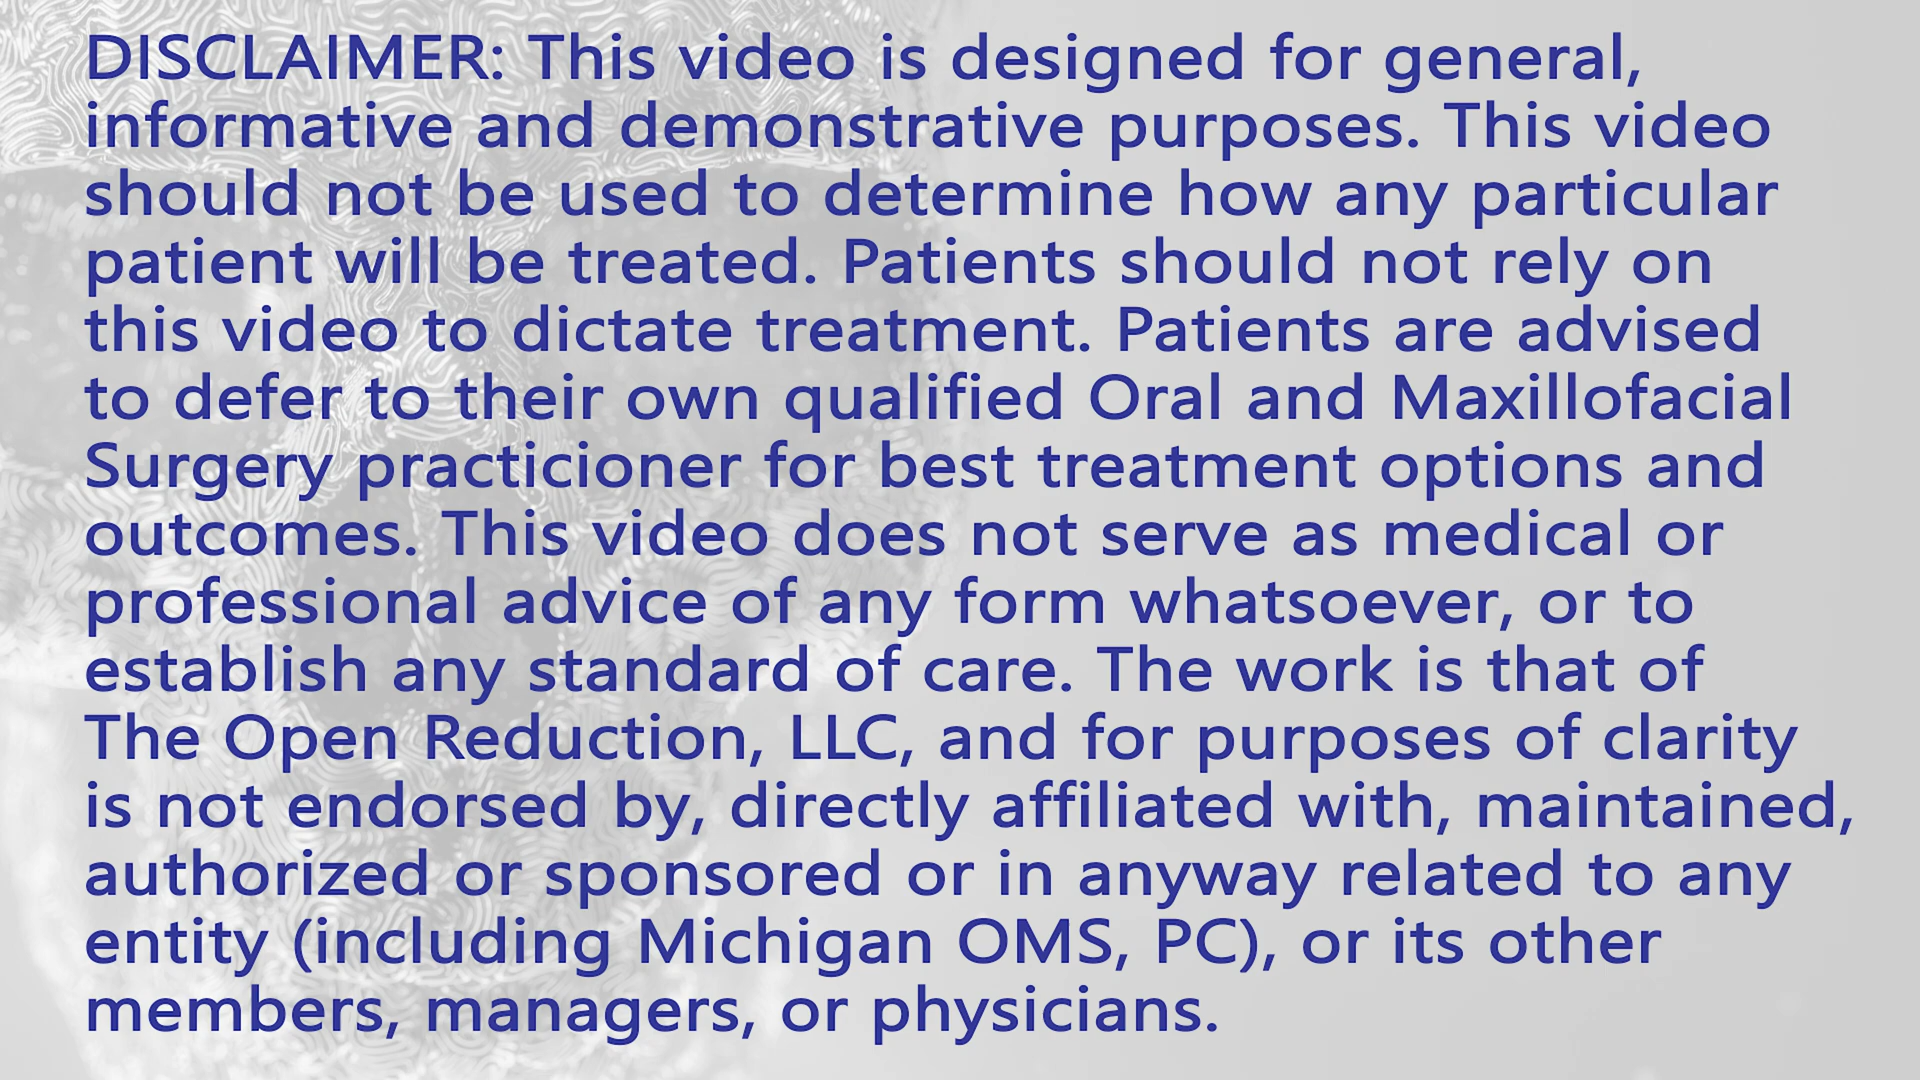 DISCLAIMER: This video is designed for general,
informative and demonstrative purposes. This video
should not be used to determine how any particular
patient will be treated. Patients should not rely on
this video to dictate treatment. Patients are advised
to defer to their own qualified Oral and Maxillofacial
Surgery practicioner for best treatment options and
outcomes. This video does not serve as medical or
professional advice of any form whatsoever, or to
establish any standard of care. The work is that of
The Open Reduction, LLC, and for purposes of clarity
is not endorsed by, directly affiliated with, maintained,
authorized or sponsored or in anyway related to any
entity (including Michigan OMS, PC), or its other
members, managers, or physicians.